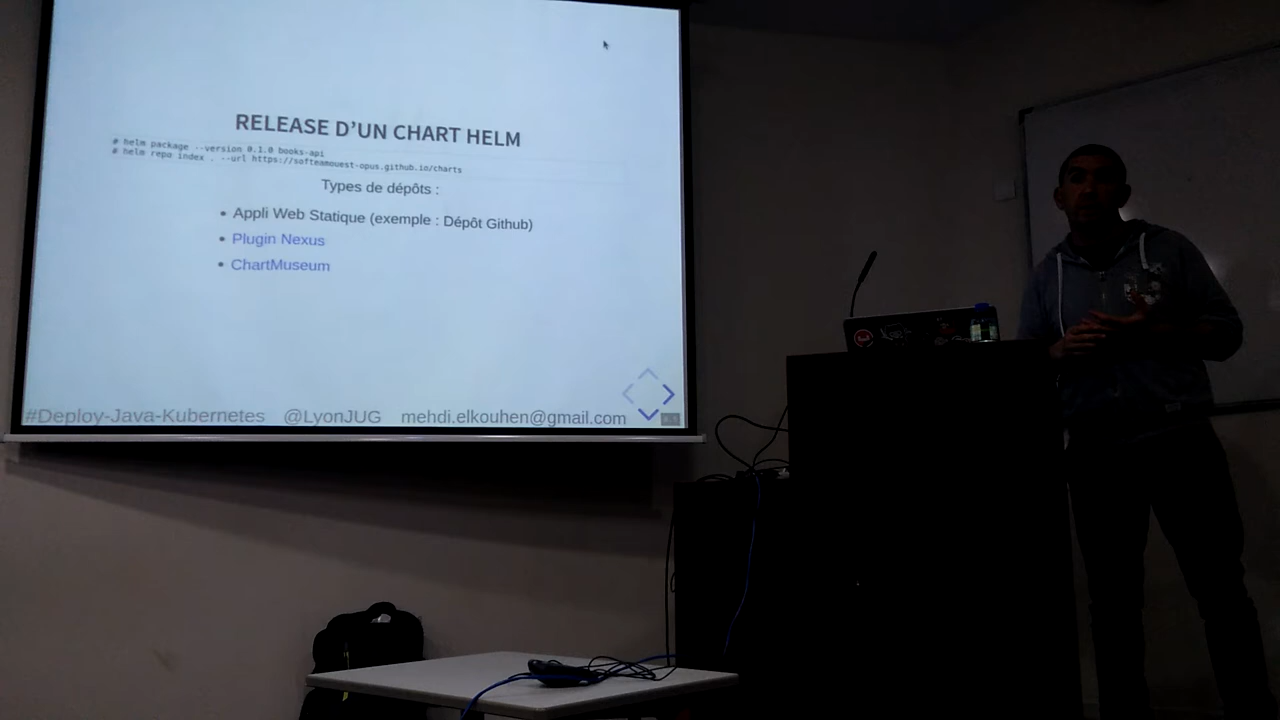 RELEASE D'UN CHART HELM
# helm package --version 0.1.0 books-api
# helm repo index . --url https://softeamouest-opus.github.io/charts
Types de dépôts :
• Appli Web Statique (exemple : Dépôt Github)
• Plugin Nexus
• ChartMuseum
#Deploy-Java-Kubernetes @LyonJUG mehdi.elkouhen@gmail.com